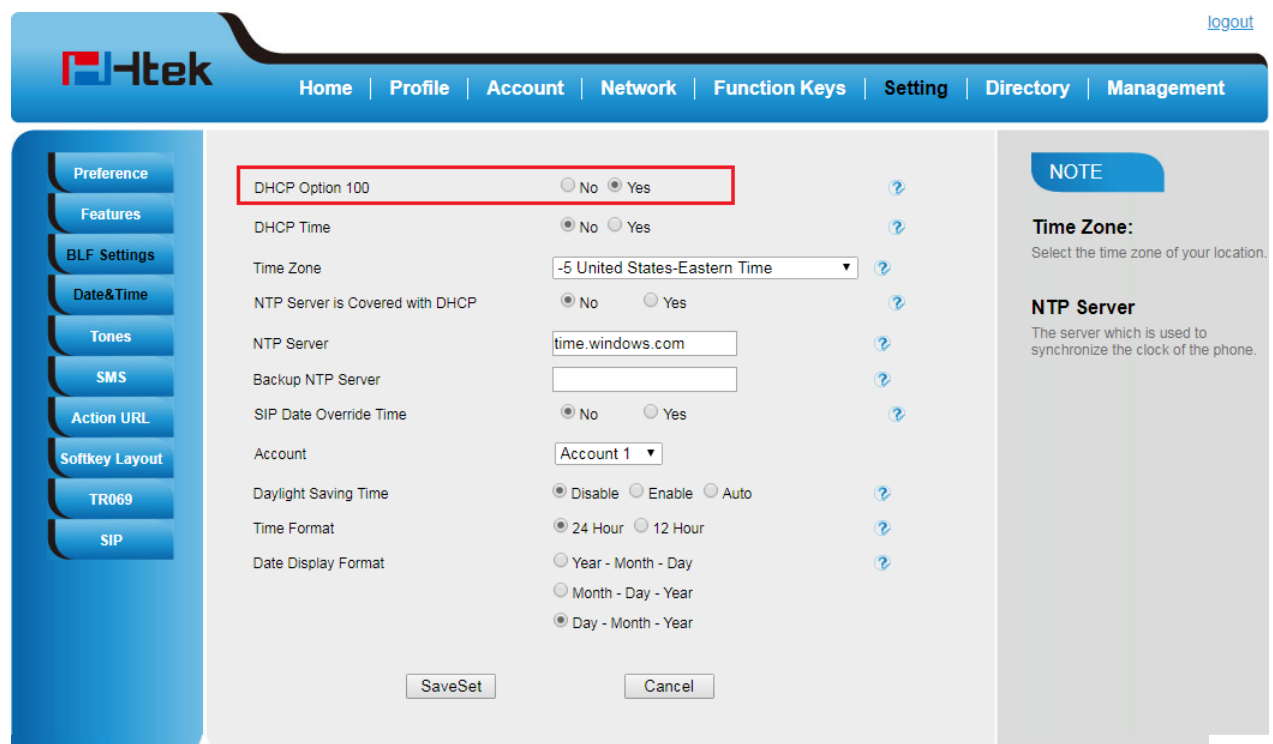 logout
Htek
Home | Profile | Account | Network | Function Keys | Setting | Directory | Management
Preference
Features
BLF Settings
Date&Time
Tones
SMS
Action URL
Softkey Layout
TR069
SIP
DHCP Option 100 No Yes
DHCP Time No Yes
Time Zone -5 United States-Eastern Time
NTP Server is Covered with DHCP No Yes
NTP Server time.windows.com
Backup NTP Server
SIP Date Override Time No Yes
Account Account 1
Daylight Saving Time Disable Enable Auto
Time Format 24 Hour 12 Hour
Date Display Format Year - Month - Day
Month - Day - Year
Day - Month - Year
SaveSet Cancel
NOTE
Time Zone:
Select the time zone of your location.
NTP Server
The server which is used to
synchronize the clock of the phone.